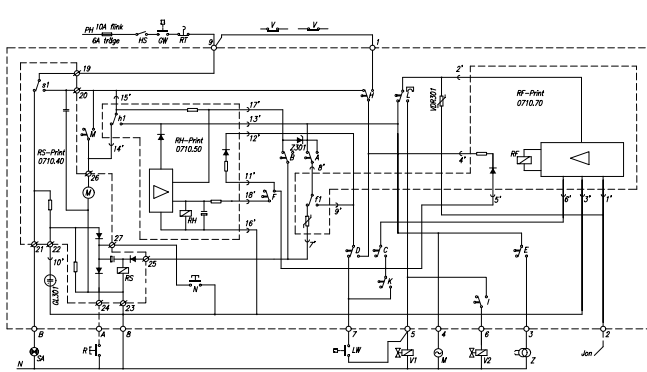 PH 10A flink
6A träge
HS GW RT
V V
9 1
19
20
s1
15'
h1
M
14'
RS-Print
0710.40
26
M
RH-Print
0710.50
17'
13'
12'
11'
18'
16'
RH
Z301
B A
8'
F
f1
9'
7'
H
L
2'
VDR301
RF-Print
0710.70
RF
4'
5'
6' 3' 1'
21 22
10'
GL301
27
25
RS
24 23
N
D C
K
E
I
B A 8 7 5 4 6 3 2
SA
R
LW
V1
M
V2
Z
Jon
N